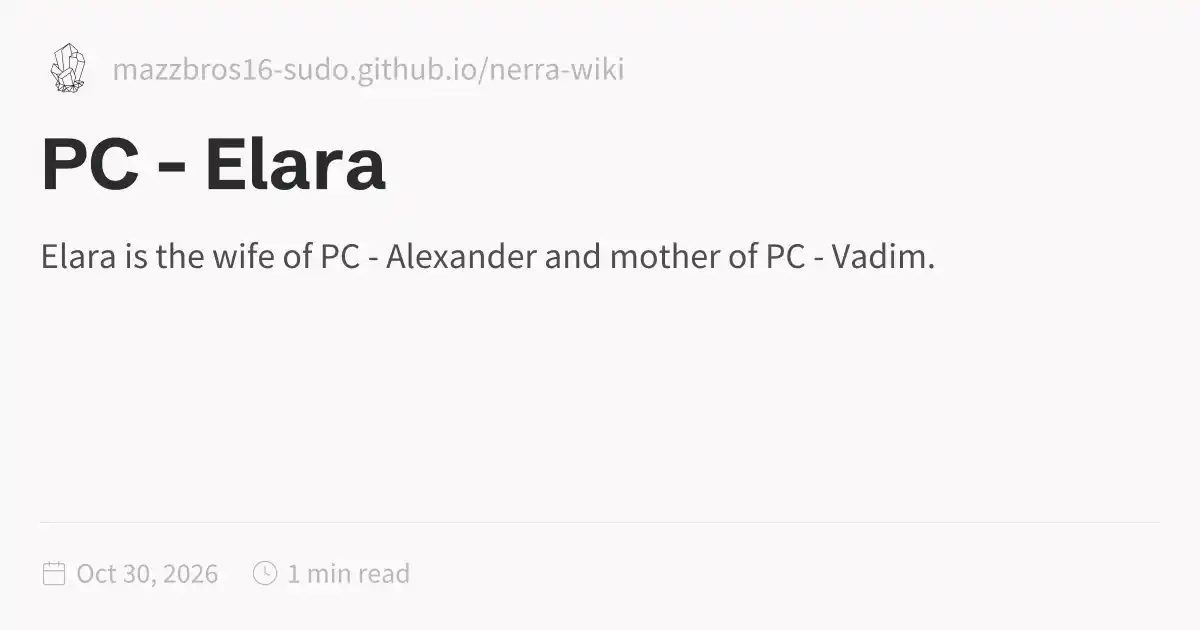 mazzbros16-sudo.github.io/nerra-wiki
PC - Elara
Elara is the wife of PC - Alexander and mother of PC - Vadim.
Oct 30, 2026 1 min read